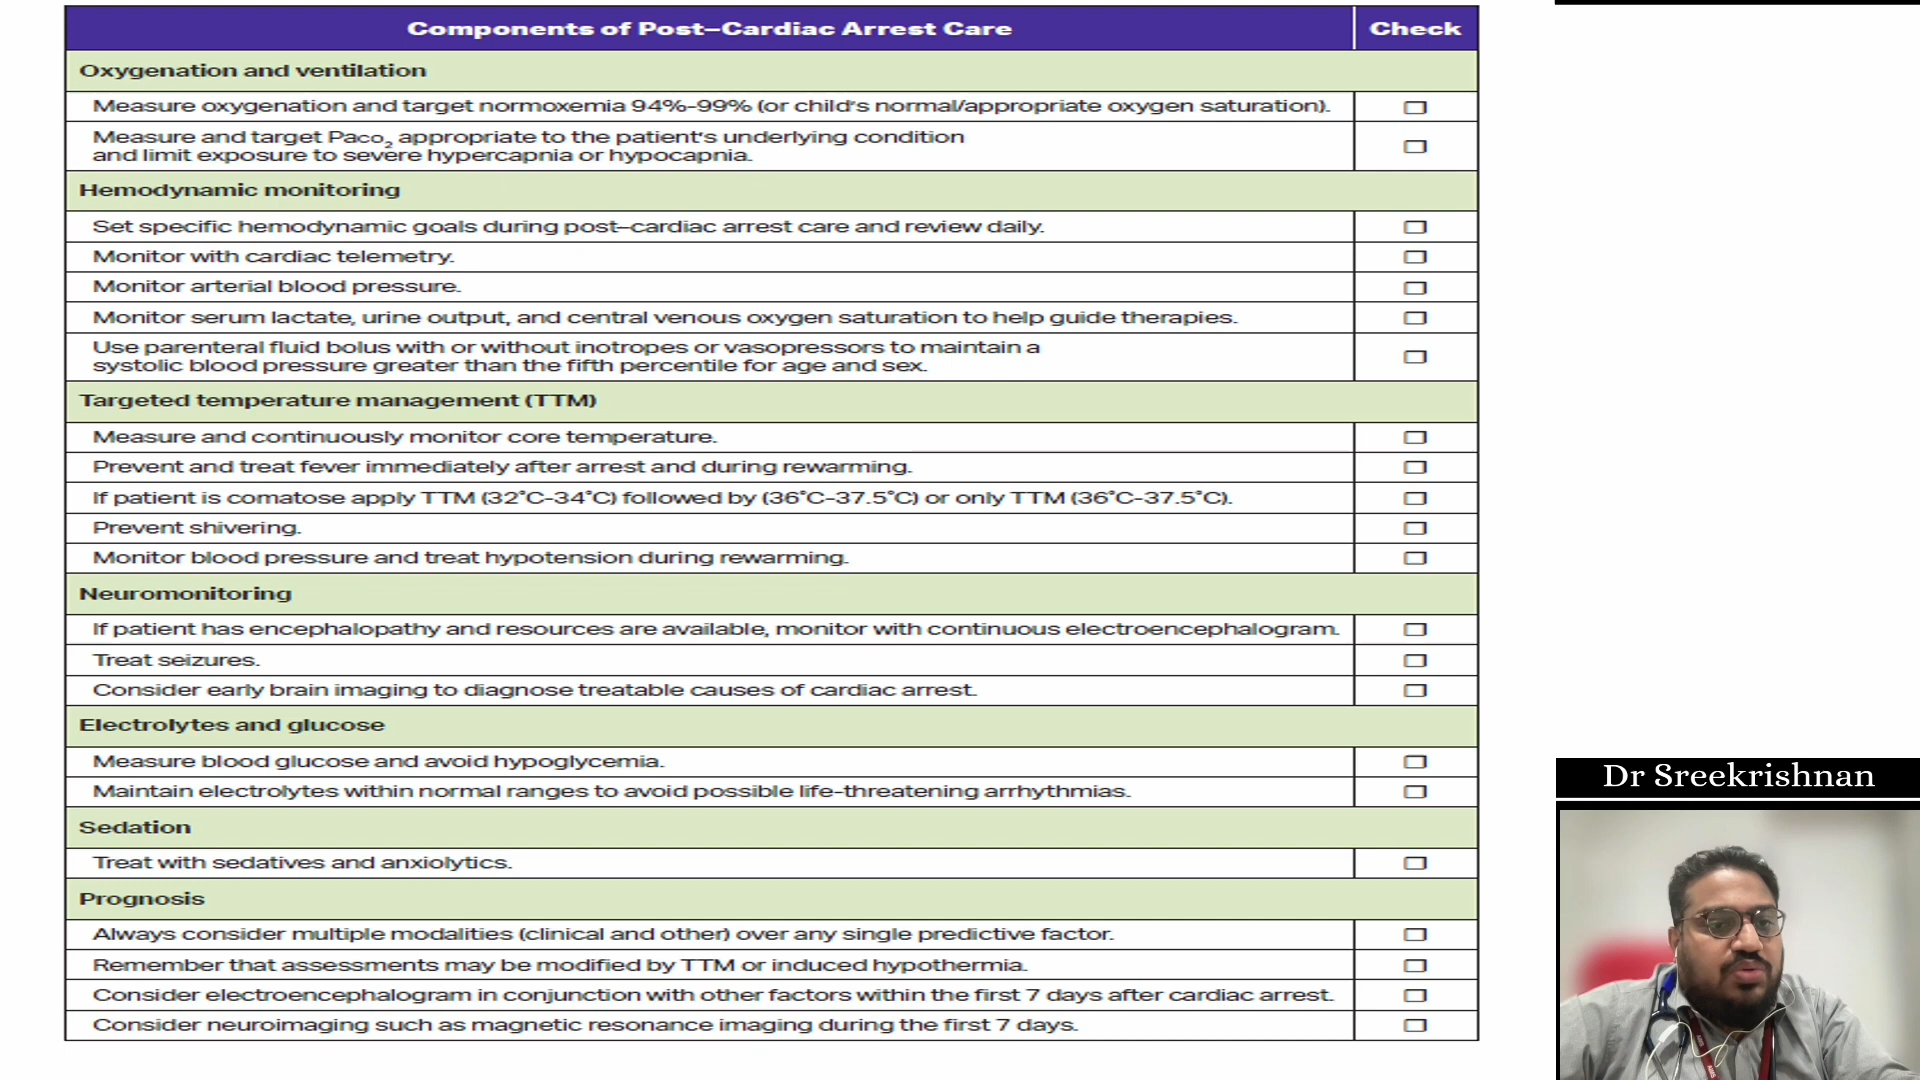 Components of Post–Cardiac Arrest Care Check
Oxygenation and ventilation
Measure oxygenation and target normoxemia 94%-99% (or child's normal/appropriate oxygen saturation).
Measure and target Paco₂ appropriate to the patient's underlying condition
and limit exposure to severe hypercapnia or hypocapnia.
Hemodynamic monitoring
Set specific hemodynamic goals during post–cardiac arrest care and review daily.
Monitor with cardiac telemetry.
Monitor arterial blood pressure.
Monitor serum lactate, urine output, and central venous oxygen saturation to help guide therapies.
Use parenteral fluid bolus with or without inotropes or vasopressors to maintain a
systolic blood pressure greater than the fifth percentile for age and sex.
Targeted temperature management (TTM)
Measure and continuously monitor core temperature.
Prevent and treat fever immediately after arrest and during rewarming.
If patient is comatose apply TTM (32˚C-34˚C) followed by (36˚C-37.5˚C) or only TTM (36˚C-37.5˚C).
Prevent shivering.
Monitor blood pressure and treat hypotension during rewarming.
Neuromonitoring
If patient has encephalopathy and resources are available, monitor with continuous electroencephalogram.
Treat seizures.
Consider early brain imaging to diagnose treatable causes of cardiac arrest.
Electrolytes and glucose
Measure blood glucose and avoid hypoglycemia.
Maintain electrolytes within normal ranges to avoid possible life-threatening arrhythmias.
Sedation
Treat with sedatives and anxiolytics.
Prognosis
Always consider multiple modalities (clinical and other) over any single predictive factor.
Remember that assessments may be modified by TTM or induced hypothermia.
Consider electroencephalogram in conjunction with other factors within the first 7 days after cardiac arrest.
Consider neuroimaging such as magnetic resonance imaging during the first 7 days.
Dr Sreekrishnan